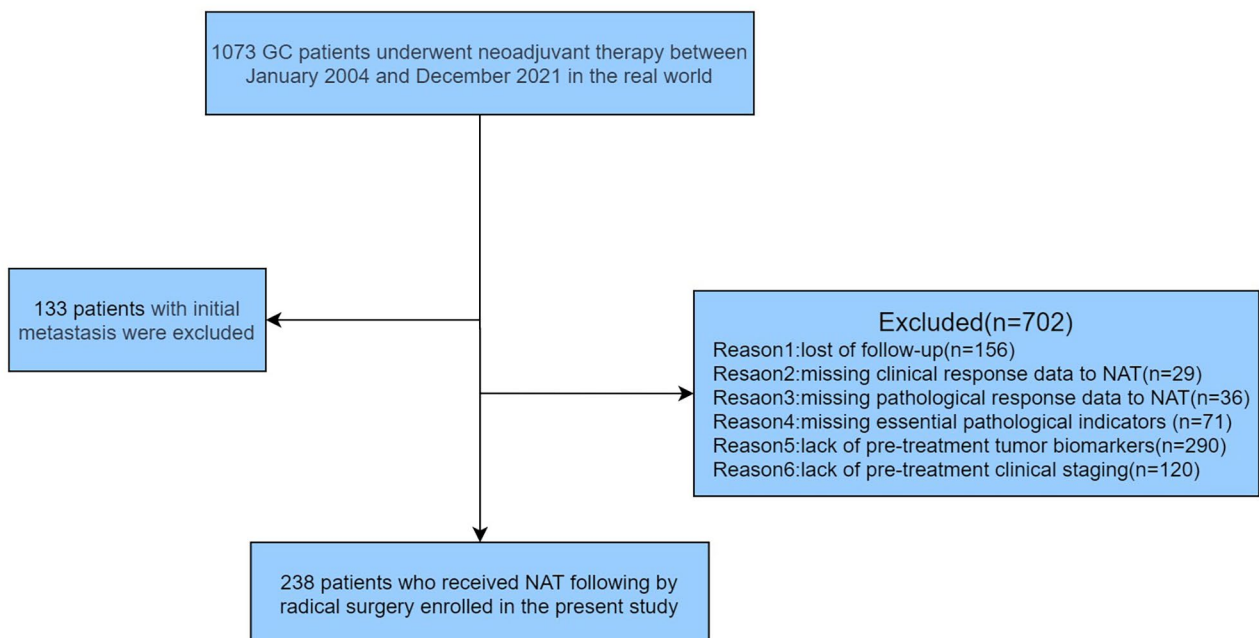 1073 GC patients underwent neoadjuvant therapy between
January 2004 and December 2021 in the real world
133 patients with initial
metastasis were excluded
Excluded(n=702)
Reason1:lost of follow-up(n=156)
Resaon2:missing clinical response data to NAT(n=29)
Resaon3:missing pathological response data to NAT(n=36)
Reason4:missing essential pathological indicators (n=71)
Reason5:lack of pre-treatment tumor biomarkers(n=290)
Reason6:lack of pre-treatment clinical staging(n=120)
238 patients who received NAT following by
radical surgery enrolled in the present study